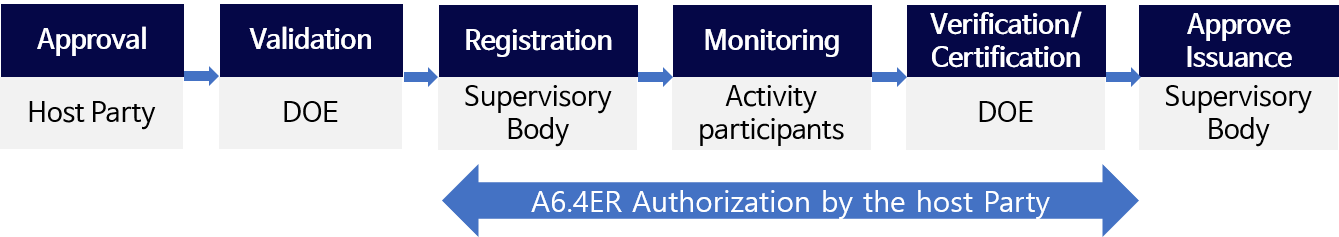 Approval
Host Party
Validation
DOE
Registration
Supervisory
Body
Monitoring
Activity
participants
Verification/
Certification
DOE
Approve
Issuance
Supervisory
Body
A6.4ER Authorization by the host Party